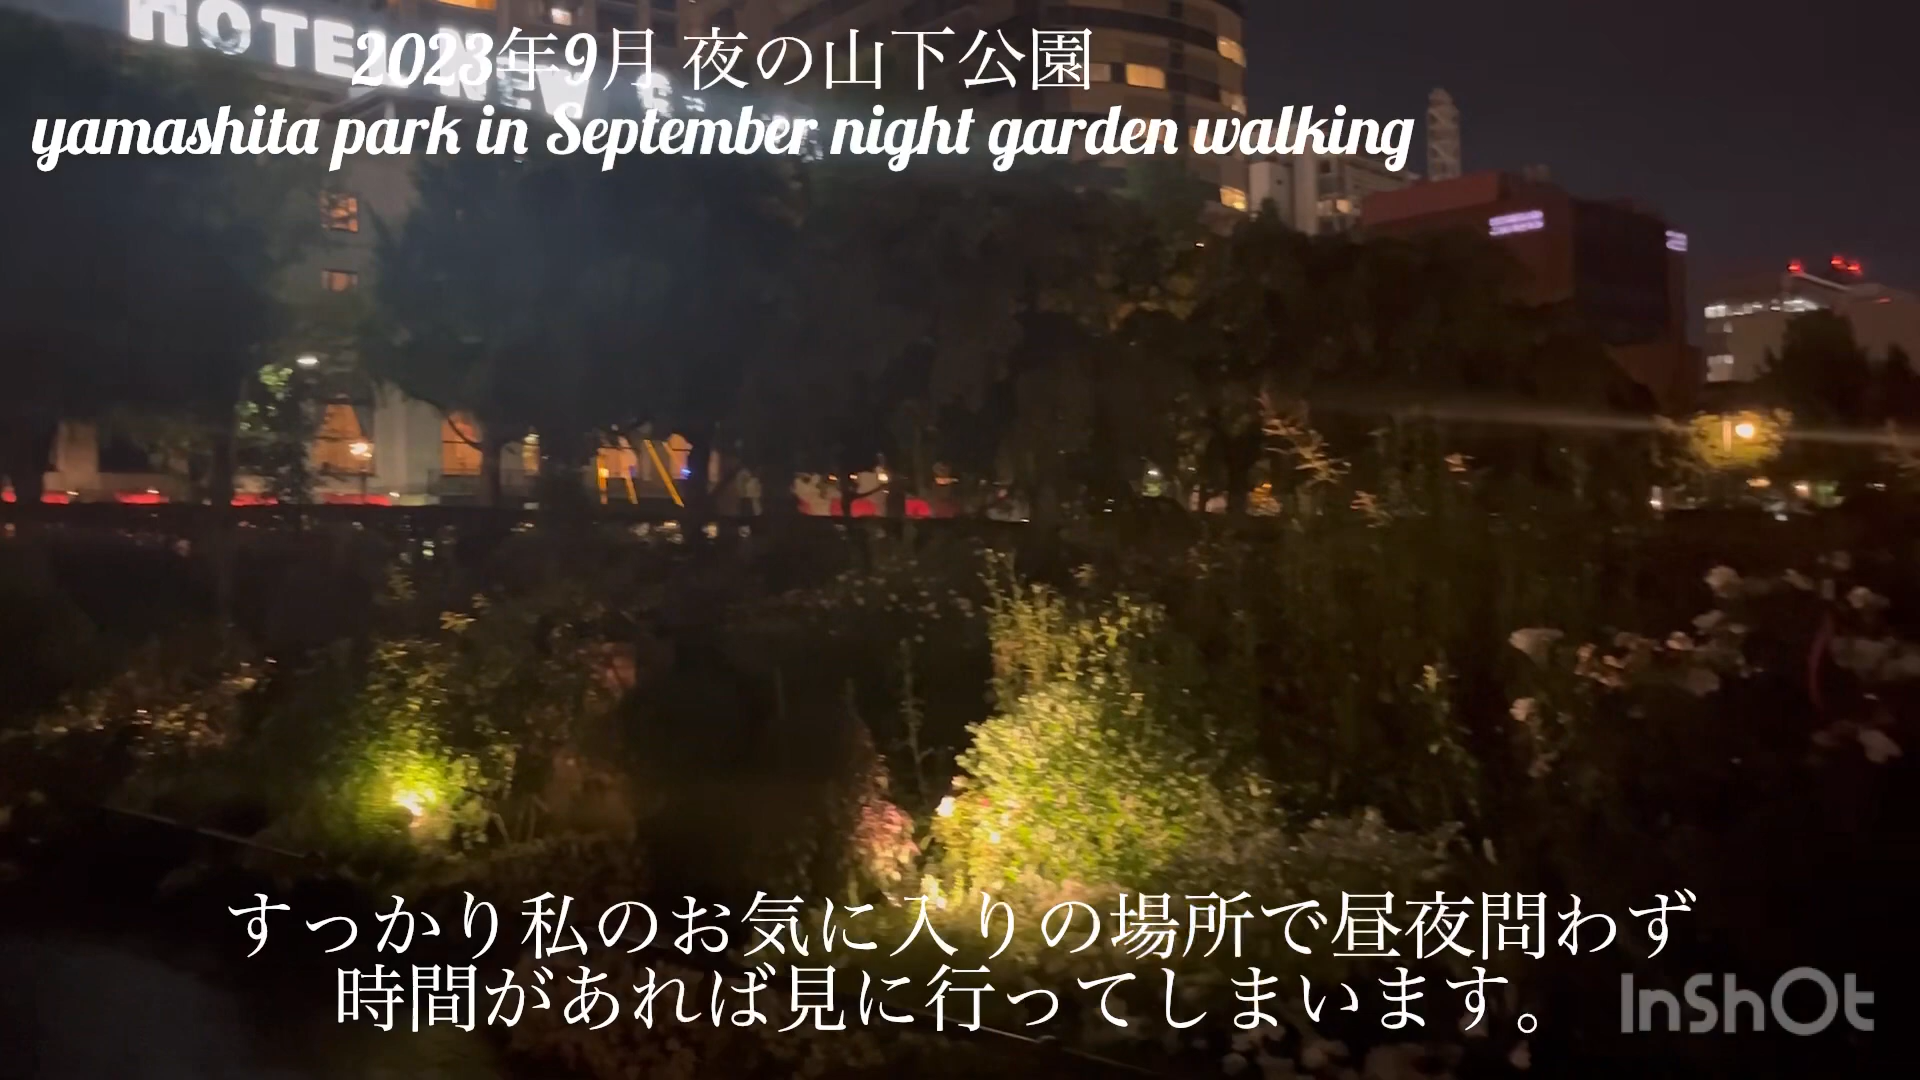 HOTEL NEW G
2023年9月 夜の山下公園
yamashita park in September night garden walking
すっかり私のお気に入りの場所で昼夜問わず
時間があれば見に行ってしまいます。
InShOt